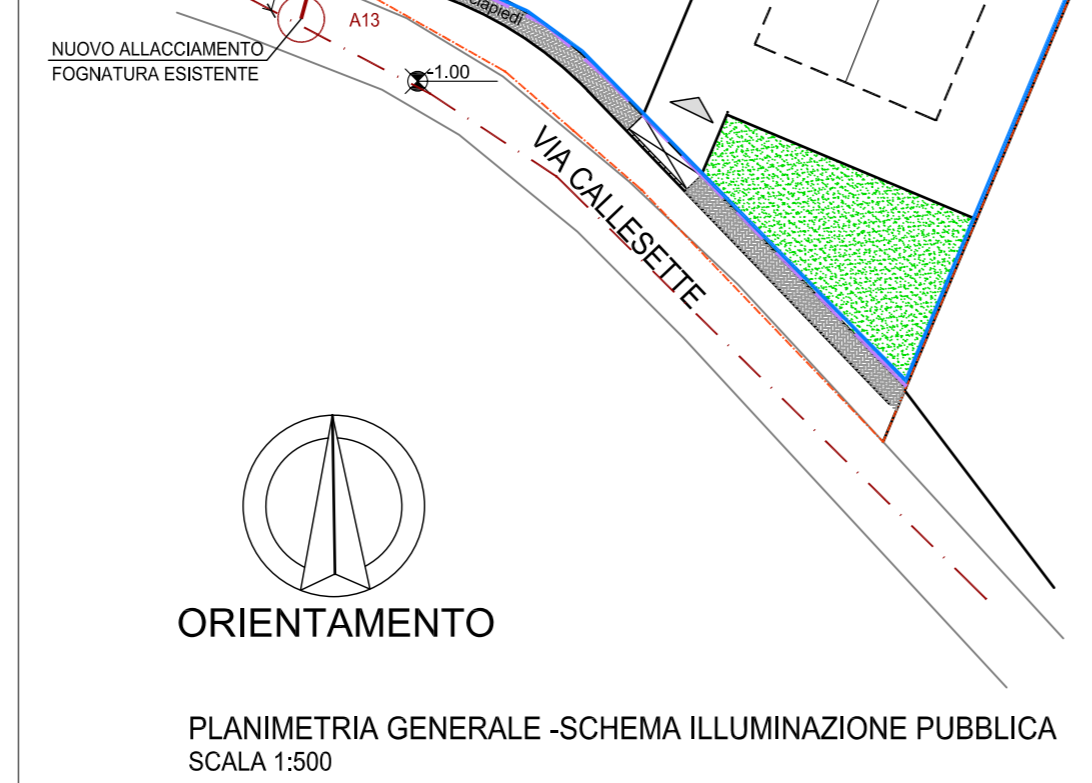 A13
NUOVO ALLACCIAMENTO
FOGNATURA ESISTENTE
-1.00
VIA CALLESETTE
ORIENTAMENTO
PLANIMETRIA GENERALE -SCHEMA ILLUMINAZIONE PUBBLICA
SCALA 1:500